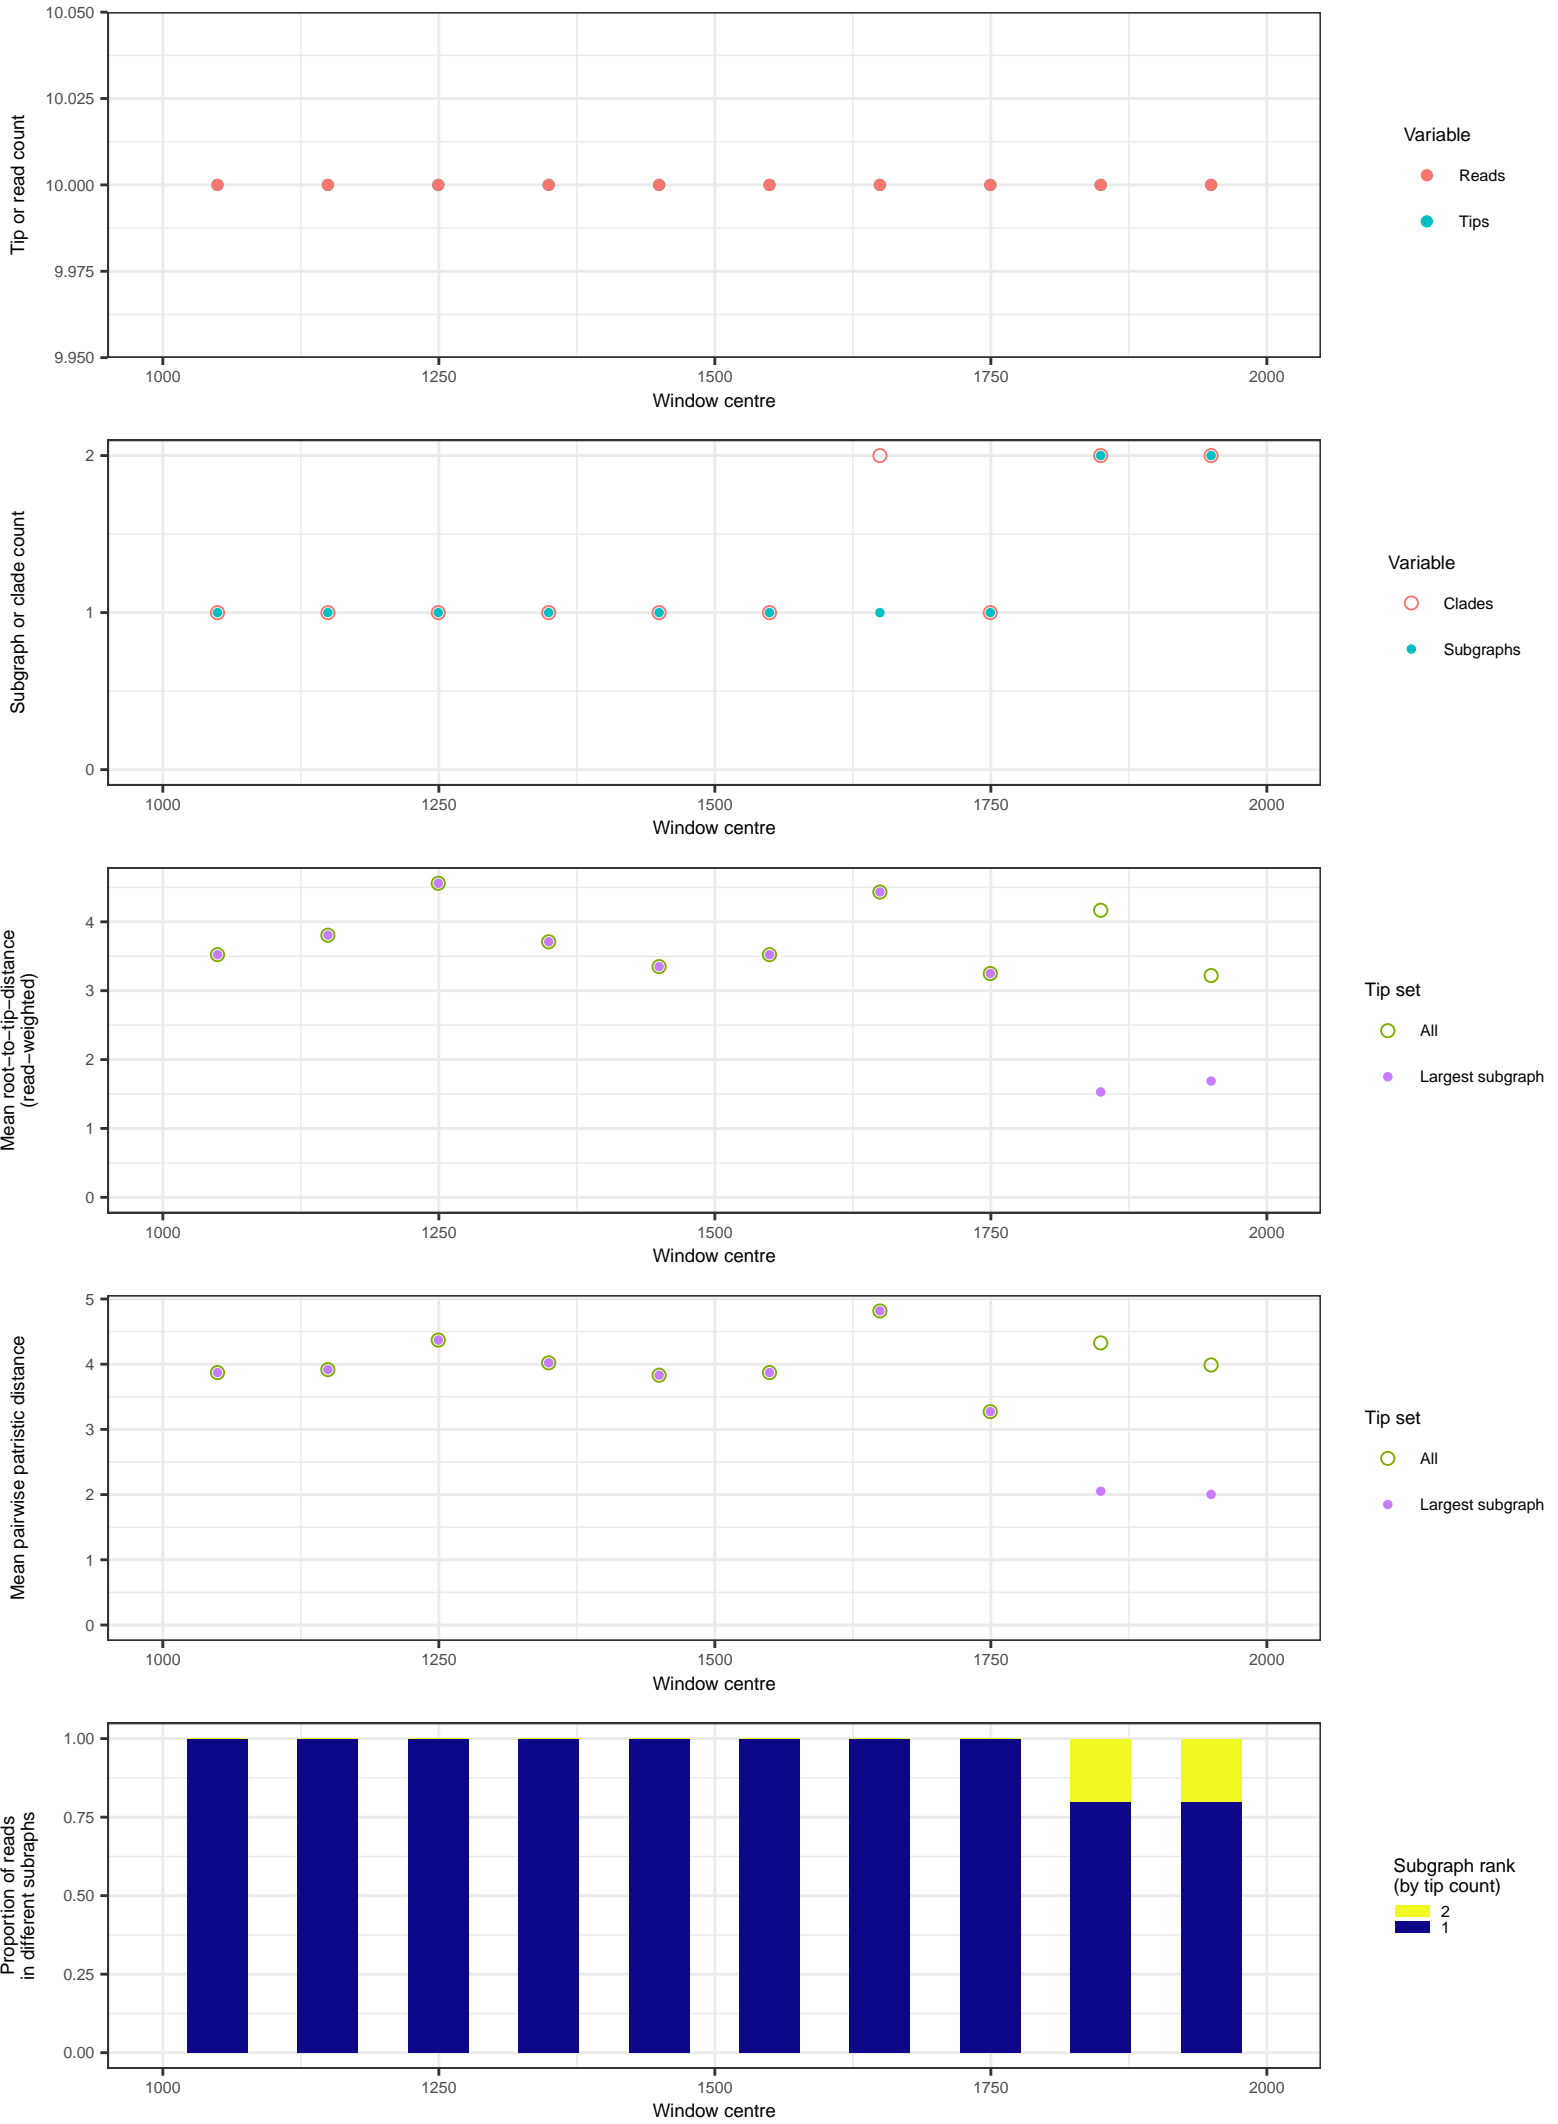 10.050
10.025
10.000
9.975
9.950
Tip or read count
1000 1250 1500 1750 2000
Window centre
Variable
Reads
Tips
2
1
0
Subgraph or clade count
1000 1250 1500 1750 2000
Window centre
Variable
Clades
Subgraphs
4
3
2
1
0
Mean root−to−tip−distance
(read−weighted)
1000 1250 1500 1750 2000
Window centre
Tip set
All
Largest subgraph
5
4
3
2
1
0
Mean pairwise patristic distance
1000 1250 1500 1750 2000
Window centre
Tip set
All
Largest subgraph
1.00
0.75
0.50
0.25
0.00
Proportion of reads
in different subraphs
1000 1250 1500 1750 2000
Window centre
Subgraph rank
(by tip count)
2
1